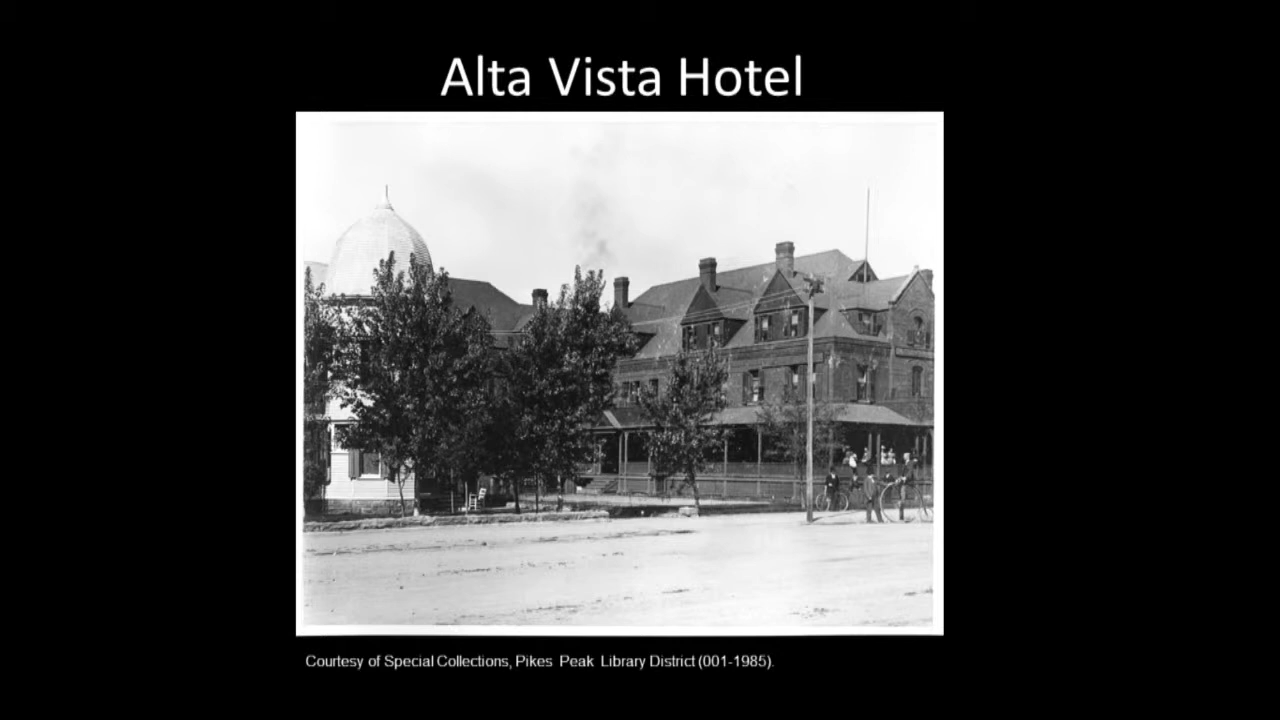 Alta Vista Hotel
Courtesy of Special Collections, Pikes Peak Library District (001-1985).